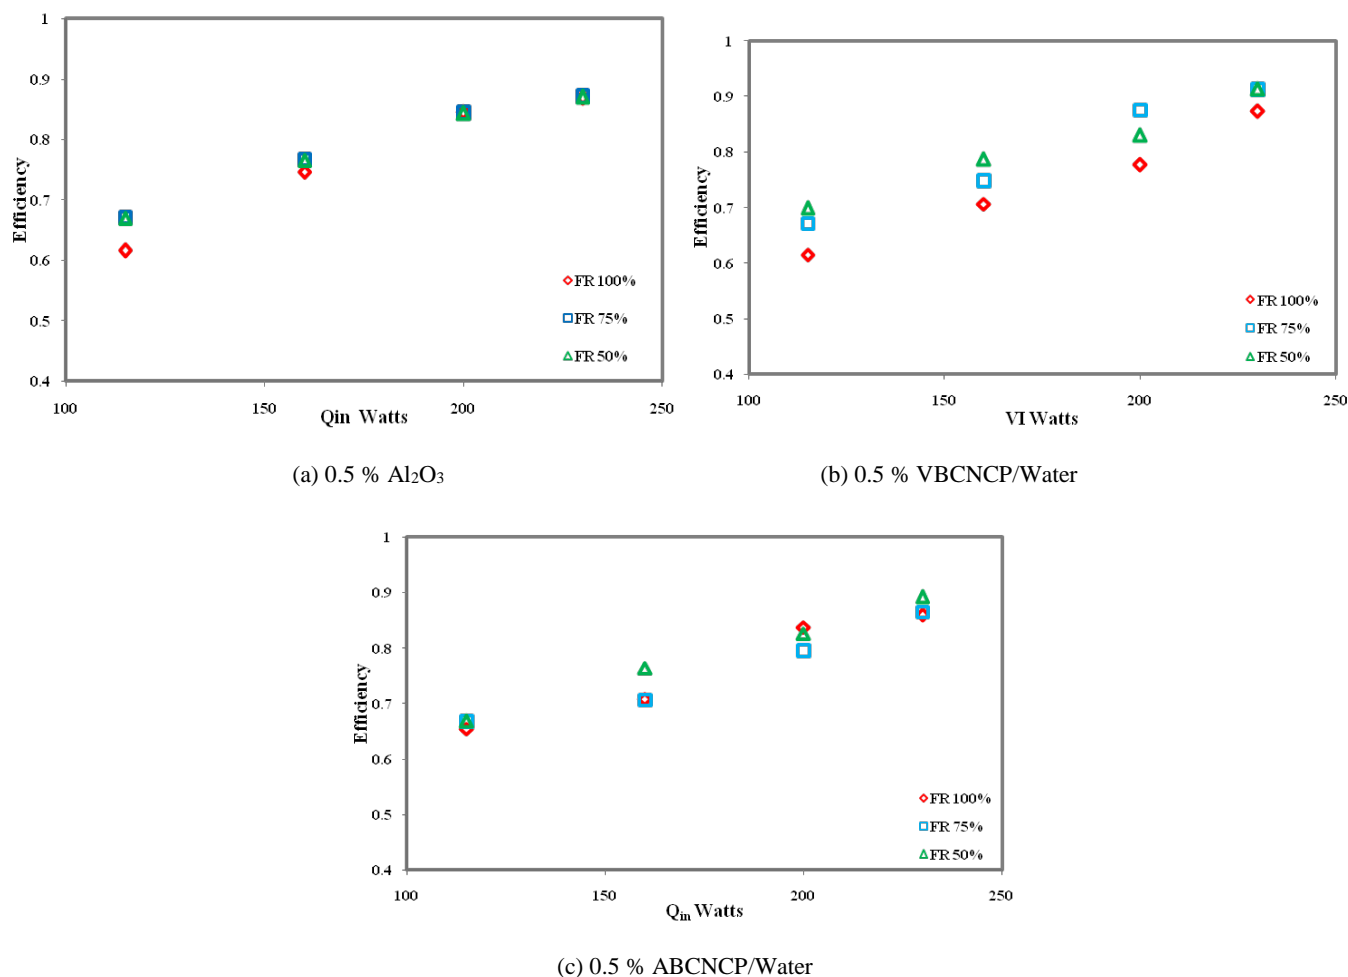 1
0.9
0.8
0.7
0.6
0.5
0.4
100
150
200
250
Efficiency
Qin Watts
FR 100%
FR 75%
FR 50%
(a) 0.5 % Al₂O₃
1
0.9
0.8
0.7
0.6
0.5
0.4
100
150
200
250
Efficiency
VI Watts
FR 100%
FR 75%
FR 50%
(b) 0.5 % VBCNCP/Water
1
0.9
0.8
0.7
0.6
0.5
0.4
100
150
200
250
Efficiency
Qin Watts
FR 100%
FR 75%
FR 50%
(c) 0.5 % ABCNCP/Water